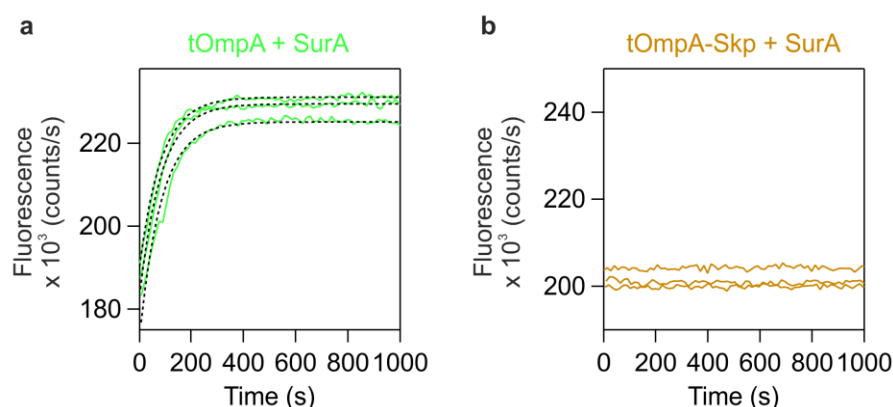 a
tOmpA + SurA
Fluorescence
x 10³ (counts/s)
220
200
180
0 200 400 600 800 1000
Time (s)
b
tOmpA-Skp + SurA
Fluorescence
x 10³ (counts/s)
240
220
200
0 200 400 600 800 1000
Time (s)